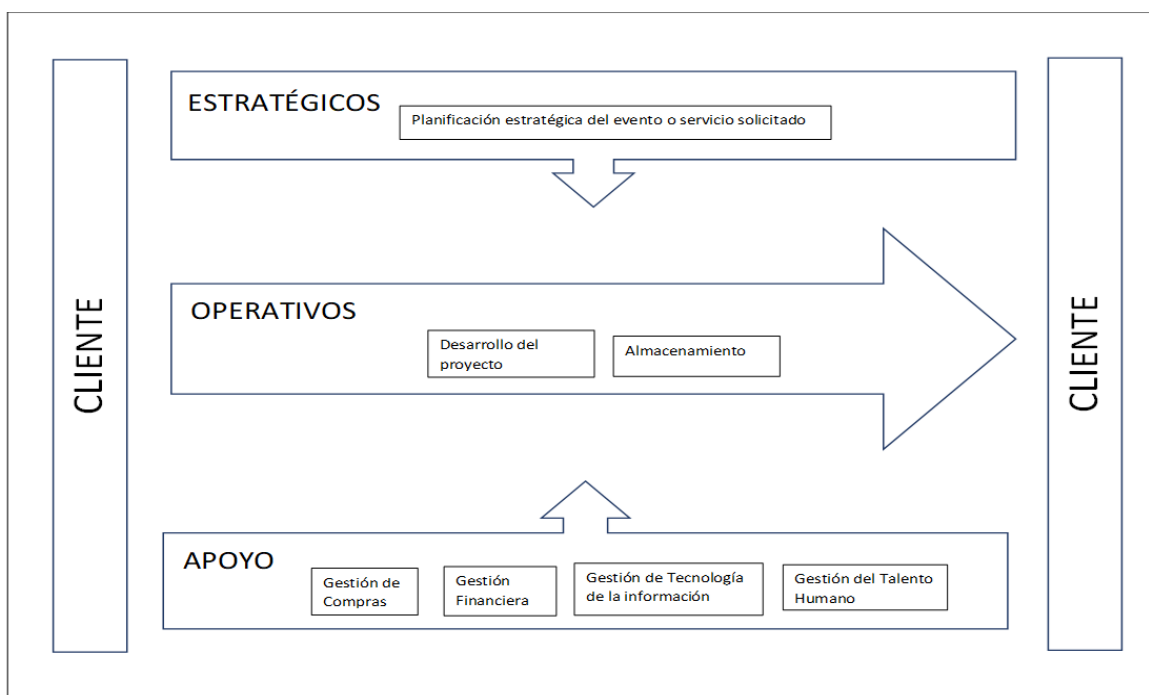 CLIENTE
ESTRATÉGICOS
Planificación estratégica del evento o servicio solicitado
OPERATIVOS
Desarrollo del
proyecto
Almacenamiento
APOYO
Gestión de
Compras
Gestión
Financiera
Gestión de Tecnología
de la información
Gestión del Talento
Humano
CLIENTE